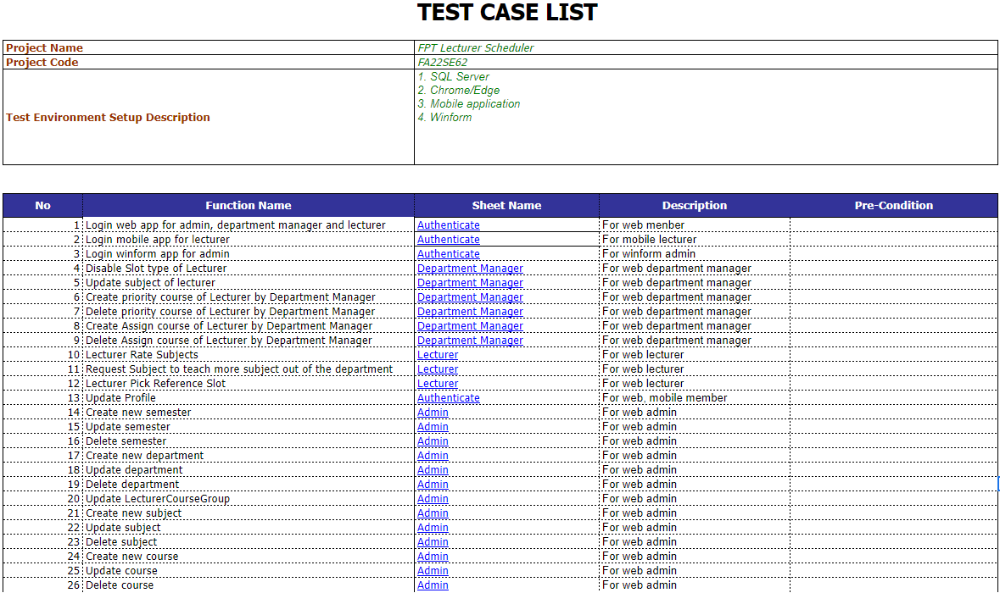 TEST CASE LIST
Project Name FPT Lecturer Scheduler
Project Code FA22SE62
Test Environment Setup Description
1. SQL Server
2. Chrome/Edge
3. Mobile application
4. Winform
No Function Name Sheet Name Description Pre-Condition
1 Login web app for admin, department manager and lecturer Authenticate For web menber
2 Login mobile app for lecturer Authenticate For mobile lecturer
3 Login winform app for admin Authenticate For winform admin
4 Disable Slot type of Lecturer Department Manager For web department manager
5 Update subject of lecturer Department Manager For web department manager
6 Create priority course of Lecturer by Department Manager Department Manager For web department manager
7 Delete priority course of Lecturer by Department Manager Department Manager For web department manager
8 Create Assign course of Lecturer by Department Manager Department Manager For web department manager
9 Delete Assign course of Lecturer by Department Manager Department Manager For web department manager
10 Lecturer Rate Subjects Lecturer For web lecturer
11 Request Subject to teach more subject out of the department Lecturer For web lecturer
12 Lecturer Pick Reference Slot Lecturer For web lecturer
13 Update Profile Authenticate For web, mobile member
14 Create new semester Admin For web admin
15 Update semester Admin For web admin
16 Delete semester Admin For web admin
17 Create new department Admin For web admin
18 Update department Admin For web admin
19 Delete department Admin For web admin
20 Update LecturerCourseGroup Admin For web admin
21 Create new subject Admin For web admin
22 Update subject Admin For web admin
23 Delete subject Admin For web admin
24 Create new course Admin For web admin
25 Update course Admin For web admin
26 Delete course Admin For web admin